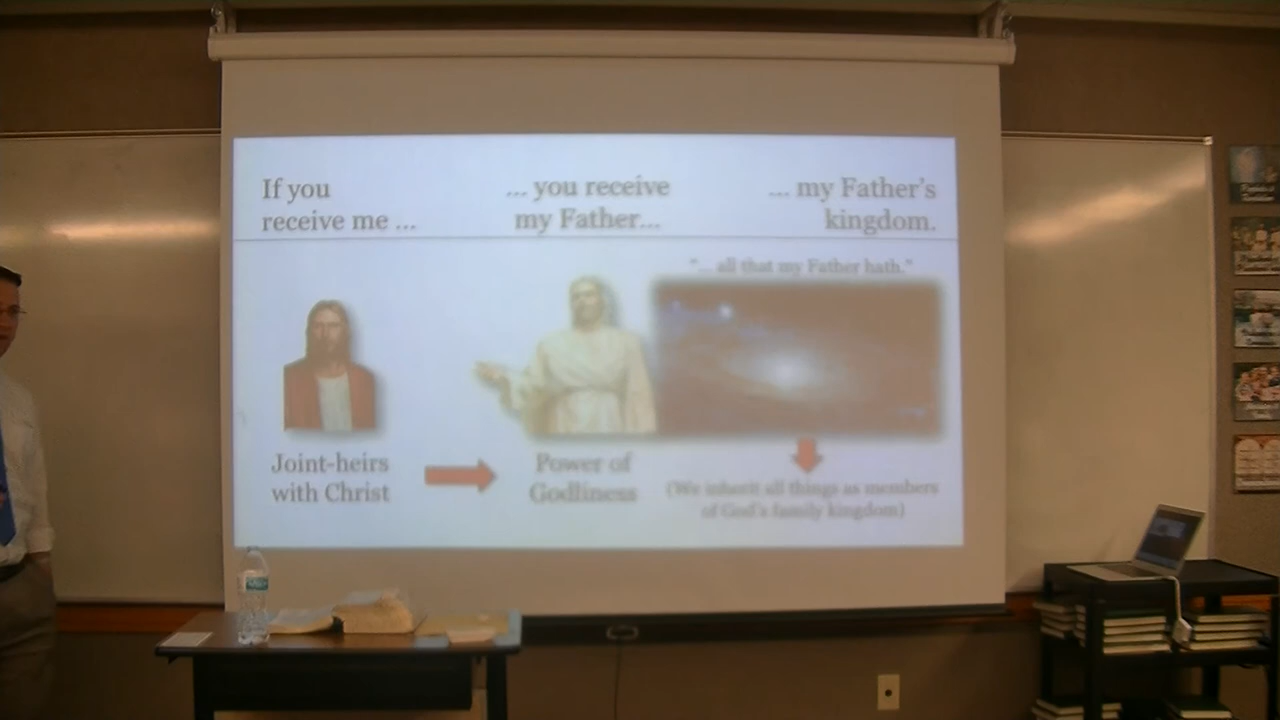 If you
receive me ...
... you receive
my Father...
... my Father's
kingdom.
"... all that my Father hath."
Joint-heirs
with Christ
Power of
Godliness
(We inherit all things as members
of God's family kingdom)